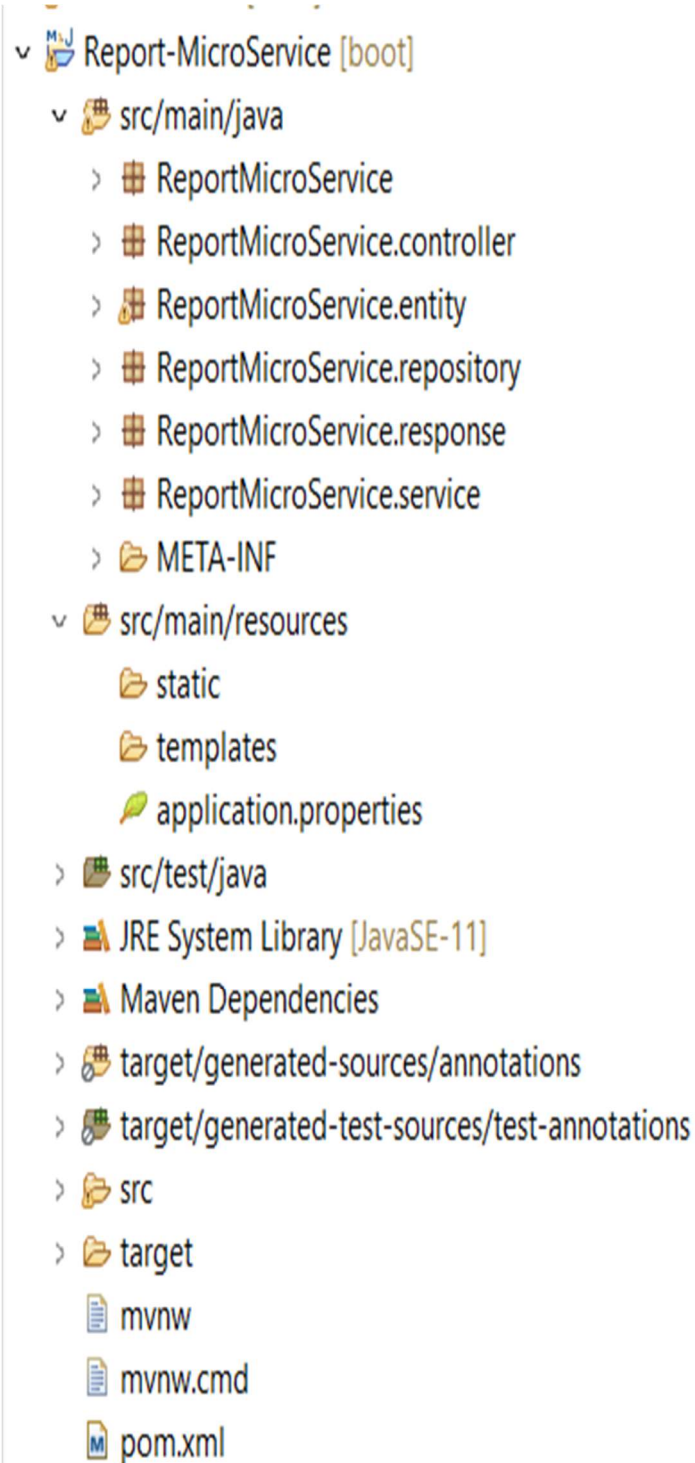 Report-MicroService [boot]
src/main/java
ReportMicroService
ReportMicroService.controller
ReportMicroService.entity
ReportMicroService.repository
ReportMicroService.response
ReportMicroService.service
META-INF
src/main/resources
static
templates
application.properties
src/test/java
JRE System Library [JavaSE-11]
Maven Dependencies
target/generated-sources/annotations
target/generated-test-sources/test-annotations
src
target
mvnw
mvnw.cmd
pom.xml